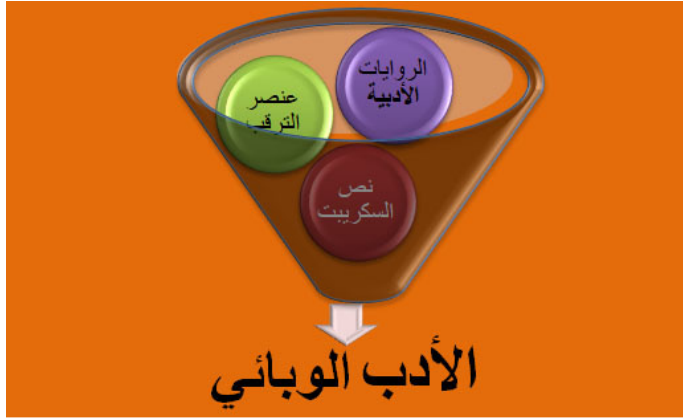 الروايات
الأدبية
عنصر
الترقب
نص
السكريبت
الأدب الوبائي